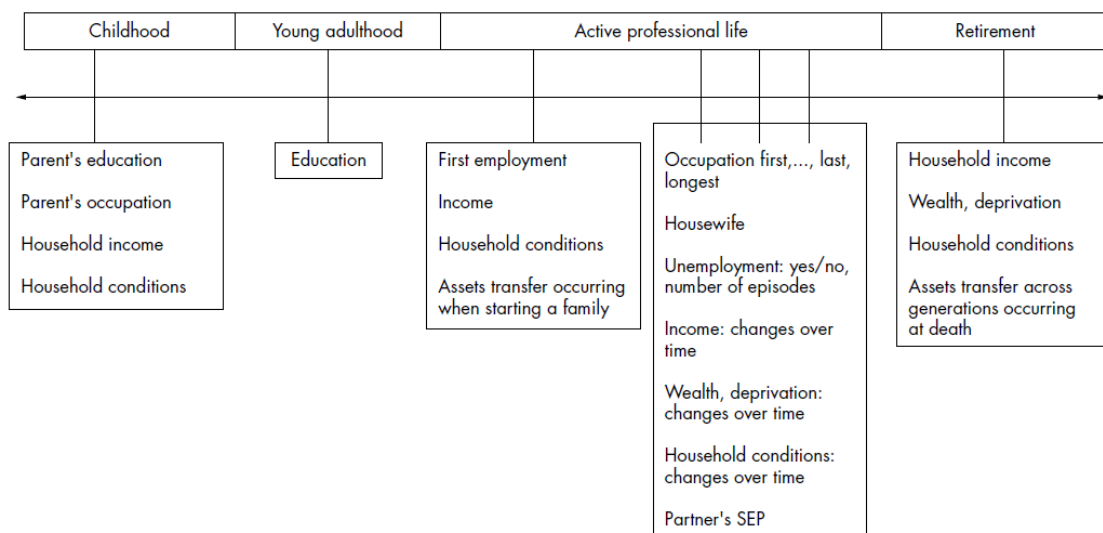 Childhood
Young adulthood
Active professional life
Retirement
Parent's education
Parent's occupation
Household income
Household conditions
Education
First employment
Income
Household conditions
Assets transfer occurring
when starting a family
Occupation first,..., last,
longest
Housewife
Unemployment: yes/no,
number of episodes
Income: changes over
time
Wealth, deprivation:
changes over time
Household conditions:
changes over time
Partner's SEP
Household income
Wealth, deprivation
Household conditions
Assets transfer across
generations occurring
at death